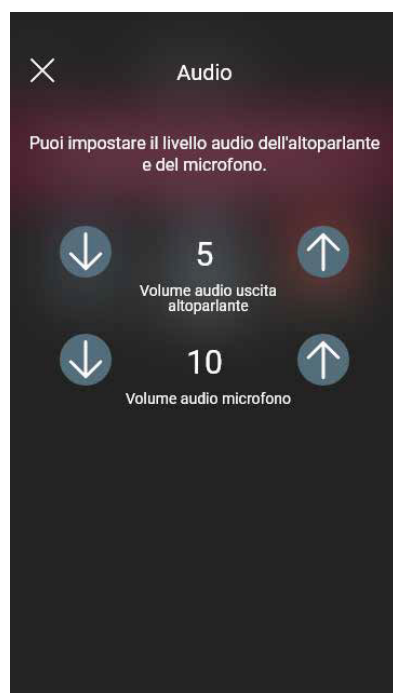 Audio
Puoi impostare il livello audio dell'altoparlante
e del microfono.
5
Volume audio uscita
altoparlante
10
Volume audio microfono